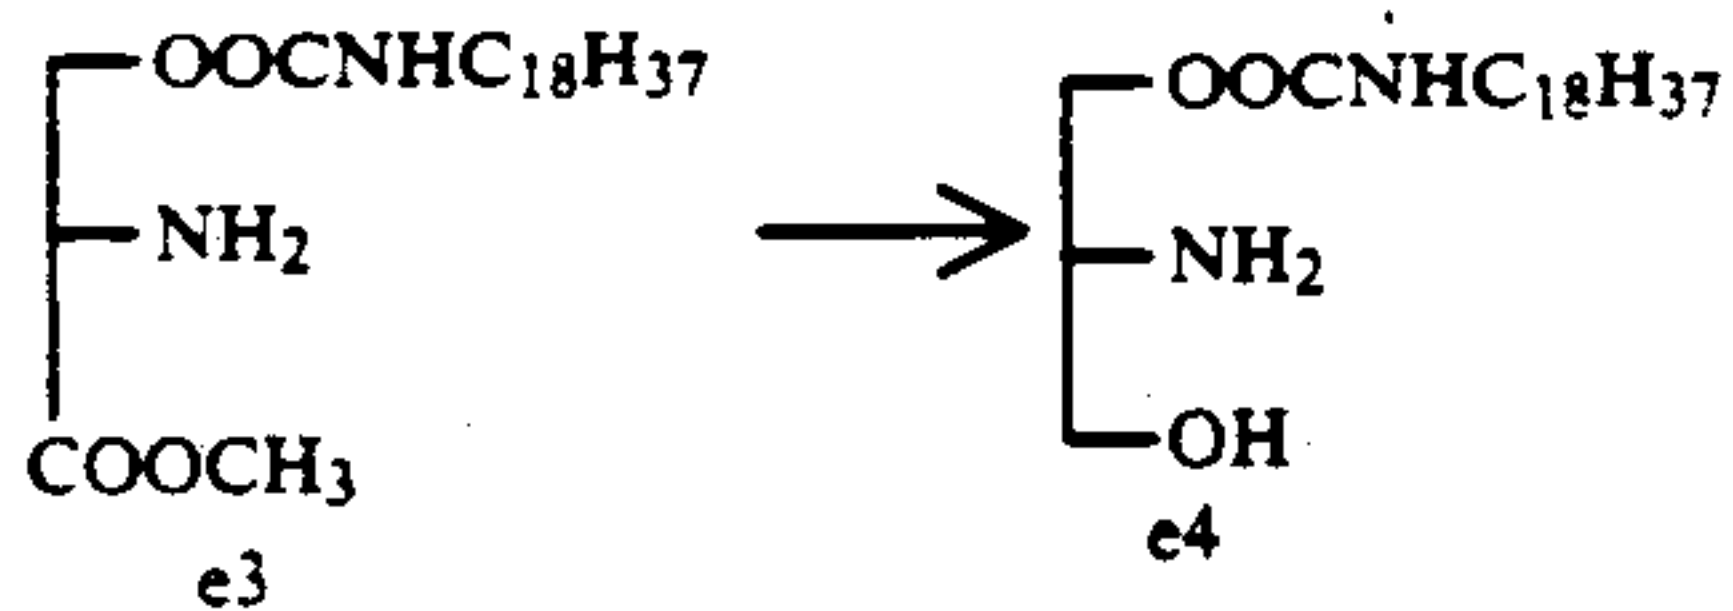 OOCNHC₁₈H₃₇
NH₂
COOCH₃
e3
OOCNHC₁₈H₃₇
NH₂
OH
e4